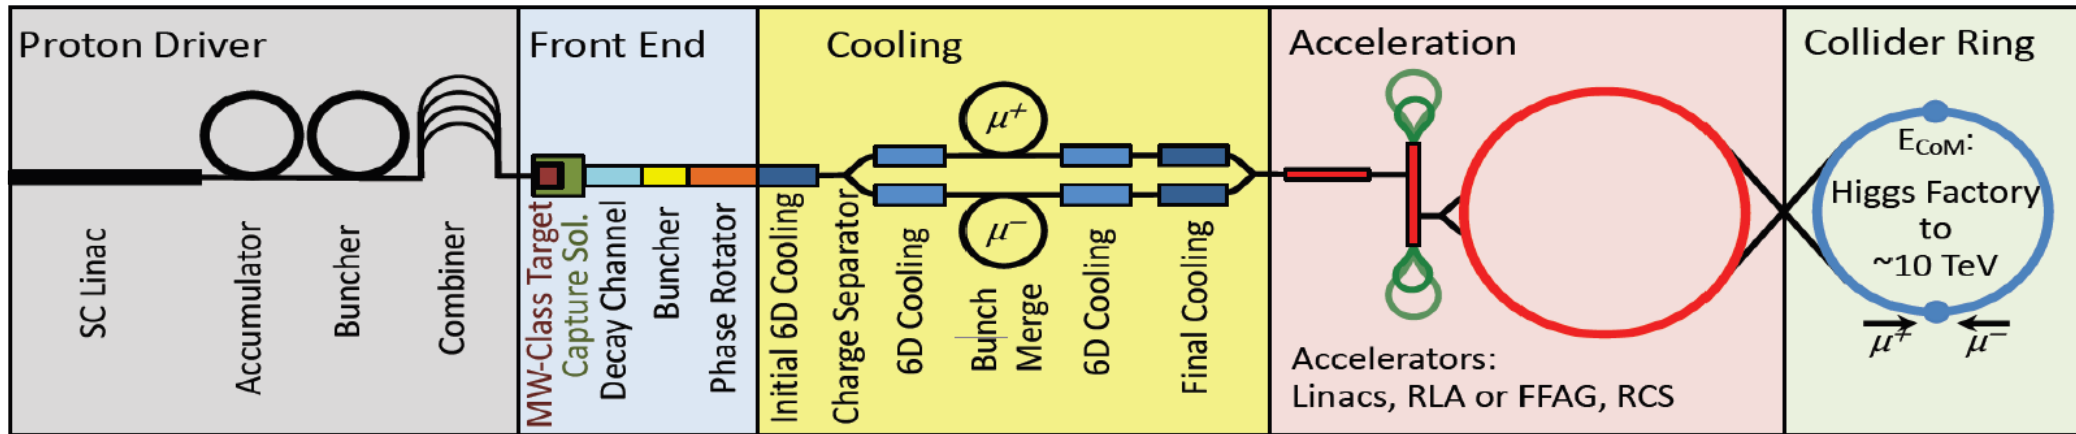 Proton Driver
SC Linac
Accumulator
Buncher
Combiner
Front End
MW-Class Target
Capture Sol.
Decay Channel
Buncher
Phase Rotator
Cooling
Initial 6D Cooling
Charge Separator
6D Cooling
μ+
μ−
Bunch
Merge
6D Cooling
Final Cooling
Acceleration
Accelerators:
Linacs, RLA or FFAG, RCS
Collider Ring
ECoM:
Higgs Factory
to
~10 TeV
μ+ μ−